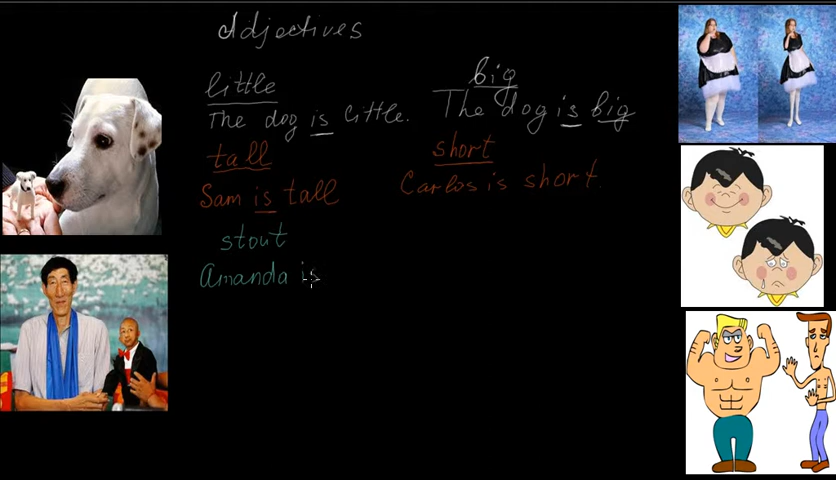 Adjectives
little big
The dog is little. The dog is big
tall short
Sam is tall Carlos is short.
stout
Amanda is